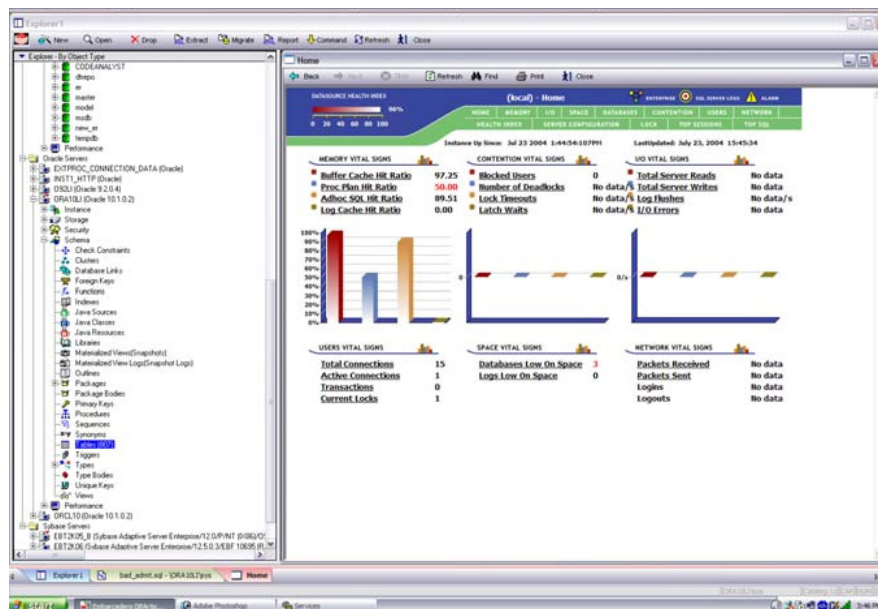 Explorer1
New Open Drop Extract Migrate Report Command Refresh Close
Explorer - By Object Type
CODEANALYST
dtrepo
er
master
model
msdb
new_er
tempdb
Performance
Oracle Servers
EXTPROC_CONNECTION_DATA (Oracle)
INST1_HTTP (Oracle)
O92LI (Oracle 9.2.0.4)
ORA10LI (Oracle 10.1.0.2)
Instance
Storage
Security
Schema
Check Constraints
Clusters
Database Links
Foreign Keys
Functions
Indexes
Java Sources
Java Classes
Java Resources
Libraries
Materialized Views(Snapshots)
Materialized View Logs(Snapshot Logs)
Outlines
Packages
Package Bodies
Primary Keys
Procedures
Sequences
Synonyms
Tables (807)
Triggers
Types
Type Bodies
Unique Keys
Views
Performance
ORCL10 (Oracle 10.1.0.2)
Sybase Servers
Home
Back Refresh Find Print Close
DATASOURCE HEALTH INDEX
90%
0 20 40 60 80 100
(local) - Home
ENTERPRISE SQL SERVER LOGS ALARM
HOME MEMORY I/O SPACE DATABASES CONTENTION USERS NETWORK
HEALTH INDEX SERVER CONFIGURATION LOCK TOP SESSIONS TOP SQL
Instance Up Since: Jul 23 2004 1:44:54:107PM LastUpdated: July 23, 2004 15:45:34
MEMORY VITAL SIGNS
Buffer Cache Hit Ratio 97.25
Proc Plan Hit Ratio 50.00
Adhoc SQL Hit Ratio 89.51
Log Cache Hit Ratio 0.00
CONTENTION VITAL SIGNS
Blocked Users 0
Number of Deadlocks No data/s
Lock Timeouts No data/s
Latch Waits No data/s
I/O VITAL SIGNS
Total Server Reads No data
Total Server Writes No data
Log Flushes No data/s
I/O Errors No data
100%
90%
80%
70%
60%
50%
40%
30%
20%
10%
0%
0
0/s
USERS VITAL SIGNS
Total Connections 15
Active Connections 1
Transactions 0
Current Locks 1
SPACE VITAL SIGNS
Databases Low On Space 3
Logs Low On Space 0
NETWORK VITAL SIGNS
Packets Received No data
Packets Sent No data
Logins No data
Logouts No data
Explorer1 bad_admit.sql - \ORA10LI\sys Home
start Adobe Photoshop Services